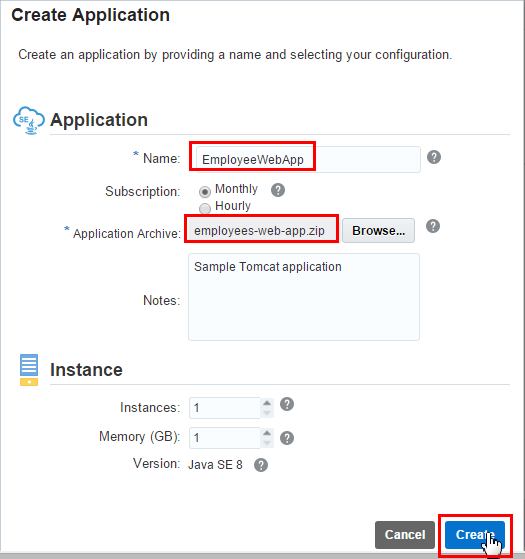 Create Application
Create an application by providing a name and selecting your configuration.
SE
Application
* Name: EmployeeWebApp ?
Subscription: Monthly ?
Hourly
* Application Archive: employees-web-app.zip Browse... ?
Notes: Sample Tomcat application
Instance
Instances: 1 ?
Memory (GB): 1 ?
Version: Java SE 8 ?
Cancel Create